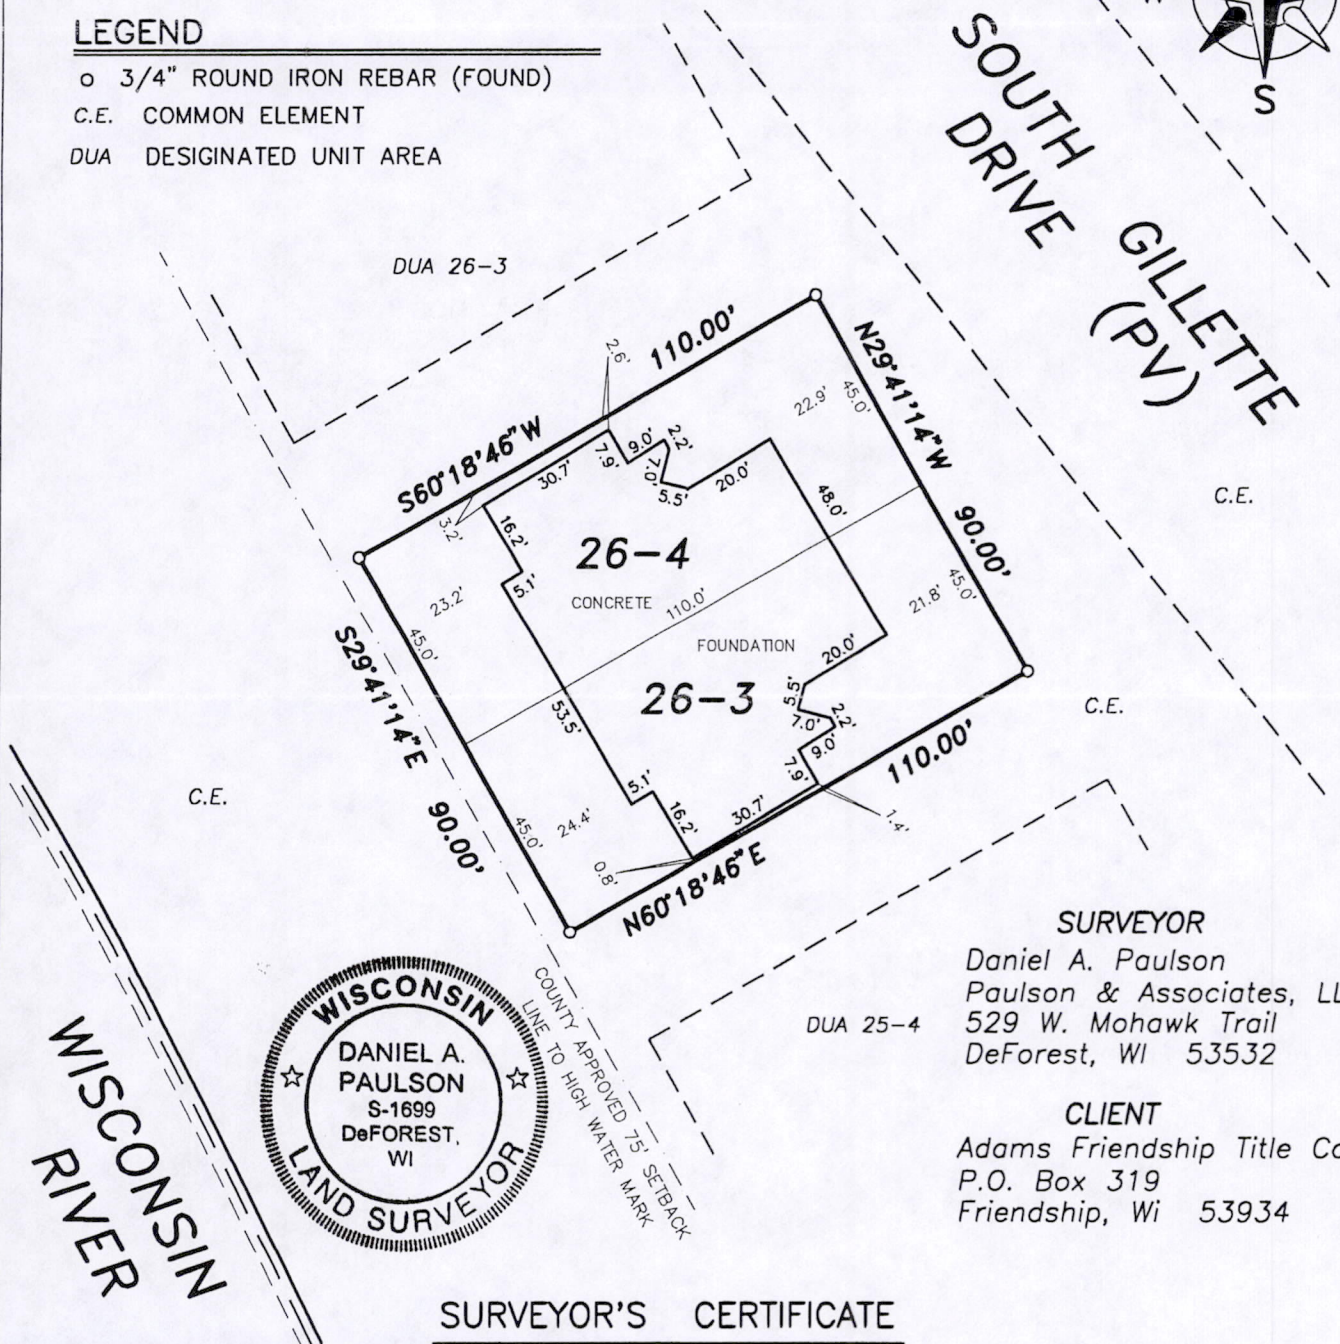 LEGEND
o 3/4" ROUND IRON REBAR (FOUND)
C.E. COMMON ELEMENT
DUA DESIGINATED UNIT AREA
S
SOUTH GILLETTE
DRIVE (PV)
DUA 26-3
110.00'
S60°18'46"W
N29°41'14"W
90.00'
2.6'
22.9'
45.0'
9.0'
2.2'
7.9'
7.0'
5.5'
20.0'
30.7'
3.2'
16.2'
48.0'
5.1'
C.E.
26-4
CONCRETE
110.0'
FOUNDATION
26-3
23.2'
45.0'
21.8'
45.0'
20.0'
5.5'
7.0'
2.2'
9.0'
7.9'
C.E.
S29°41'14"E
90.00'
53.5'
5.1'
16.2'
30.7'
110.00'
1.4'
C.E.
45.0'
24.4'
0.8'
N60°18'46"E
COUNTY APPROVED 75' SETBACK
LINE TO HIGH WATER MARK
DUA 25-4
WISCONSIN
DANIEL A.
PAULSON
S-1699
DeFOREST,
WI
LAND SURVEYOR
WISCONSIN
RIVER
SURVEYOR
Daniel A. Paulson
Paulson & Associates,
529 W. Mohawk Trail
DeForest, WI 53532
CLIENT
Adams Friendship Title
P.O. Box 319
Friendship, Wi 53934
SURVEYOR'S CERTIFICATE